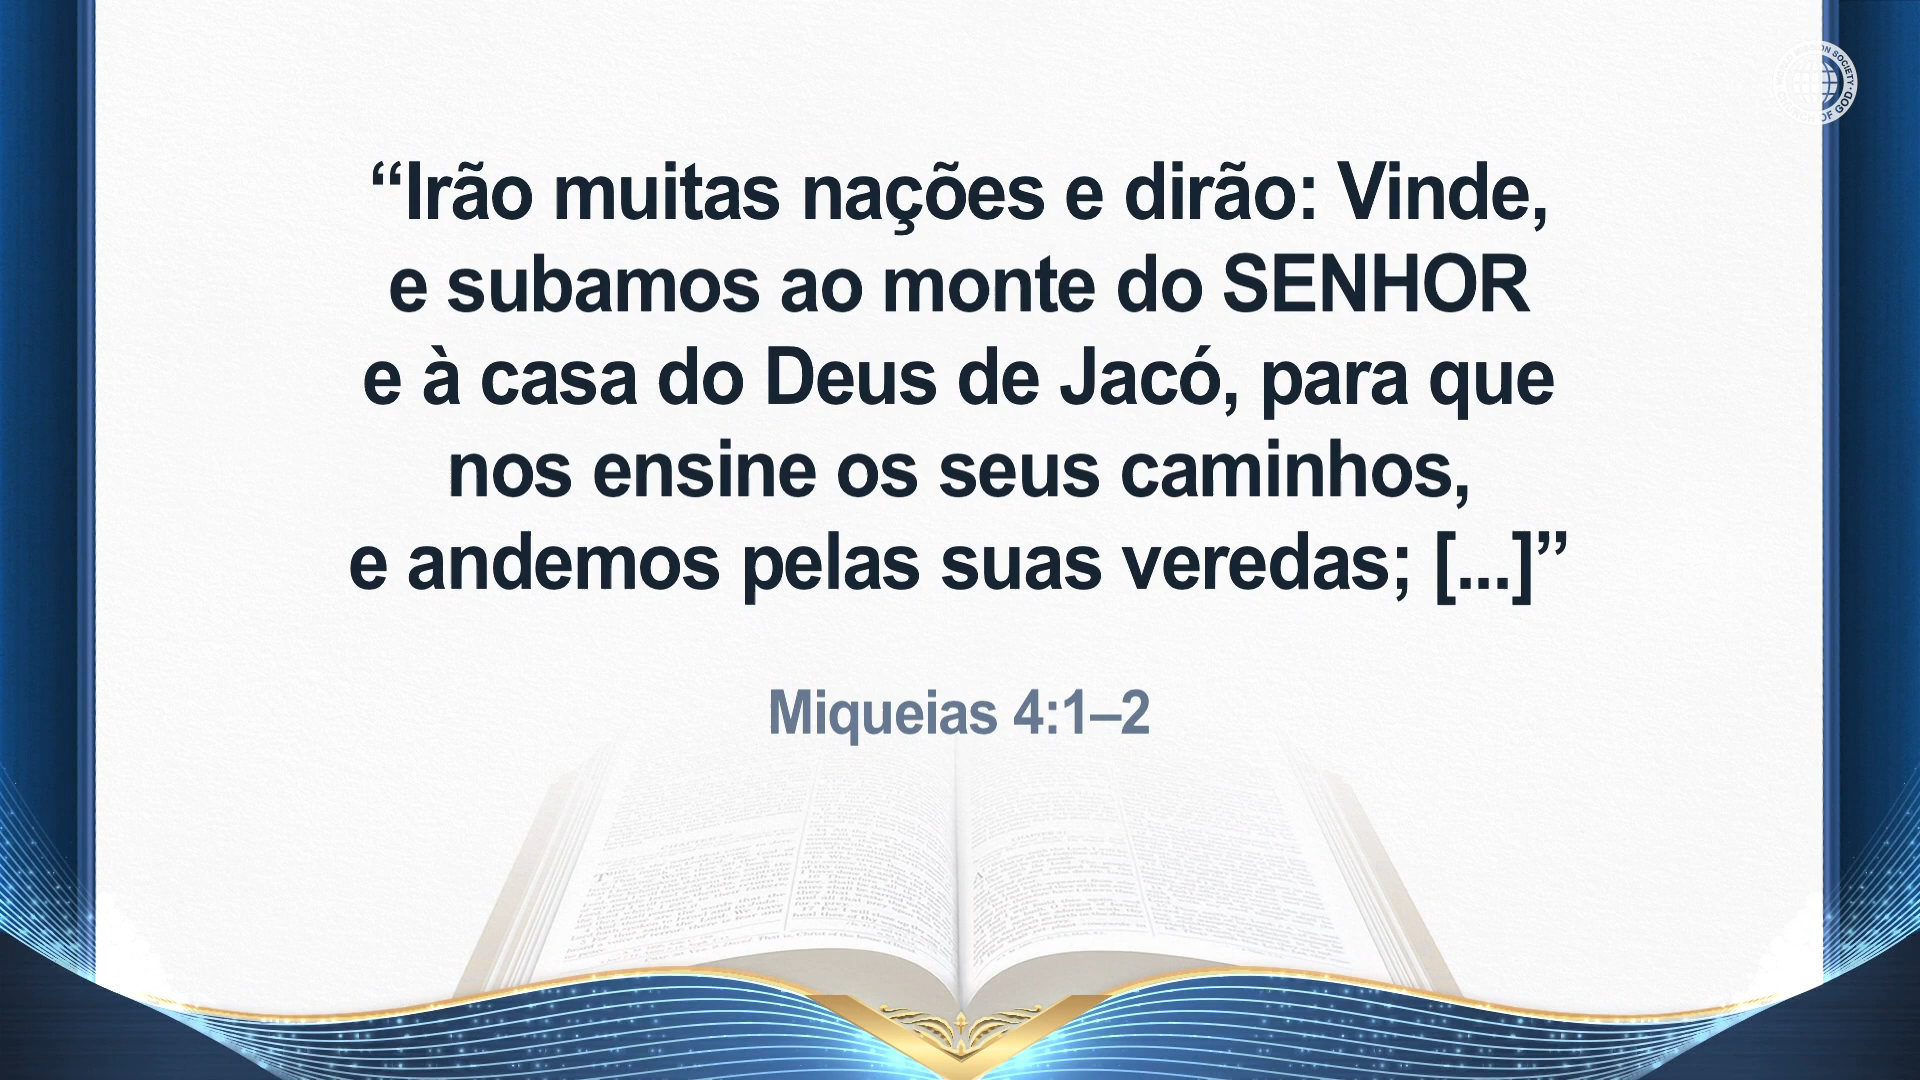 “Irão muitas nações e dirão: Vinde,
e subamos ao monte do SENHOR
e à casa do Deus de Jacó, para que
nos ensine os seus caminhos,
e andemos pelas suas veredas; [...]”
Miqueias 4:1–2